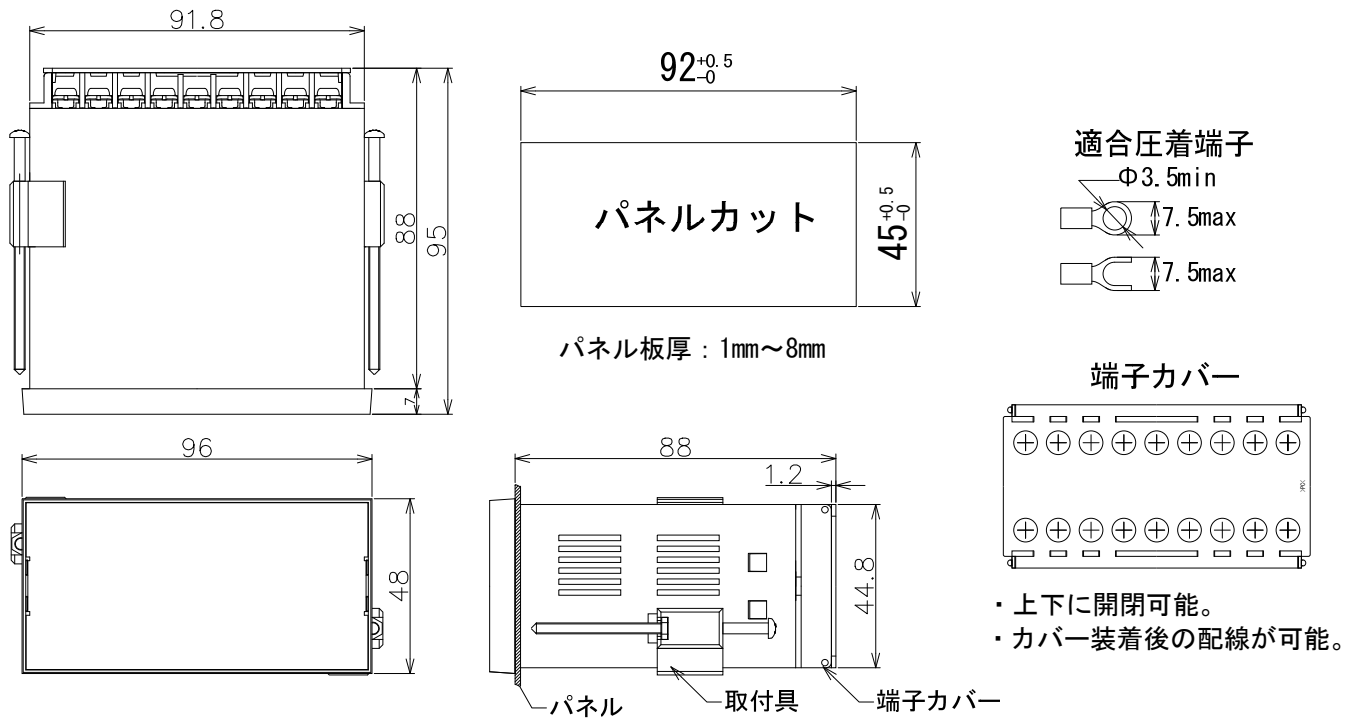 91.8
88
95
7
92+0.5-0
パネルカット
45+0.5-0
パネル板厚：1mm～8mm
適合圧着端子
Φ3.5min
7.5max
7.5max
端子カバー
・上下に開閉可能。
・カバー装着後の配線が可能。
96
48
88
1.2
44.8
パネル
取付具
端子カバー